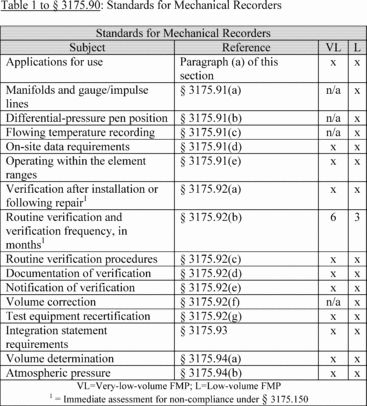 Table 1 to § 3175.90: Standards for Mechanical Recorders
Standards for Mechanical Recorders
Subject Reference VL L
Applications for use Paragraph (a) of this x x
section
Manifolds and gauge/impulse § 3175.91(a) n/a x
lines
Differential-pressure pen position § 3175.91(b) n/a x
Flowing temperature recording § 3175.91(c) n/a x
On-site data requirements § 3175.91(d) x x
Operating within the element § 3175.91(e) x x
ranges
Verification after installation or § 3175.92(a) x x
following repair¹
Routine verification and § 3175.92(b) 6 3
verification frequency, in
months¹
Routine verification procedures § 3175.92(c) x x
Documentation of verification § 3175.92(d) x x
Notification of verification § 3175.92(e) x x
Volume correction § 3175.92(f) n/a x
Test equipment recertification § 3175.92(g) x x
Integration statement § 3175.93 x x
requirements
Volume determination § 3175.94(a) x x
Atmospheric pressure § 3175.94(b) x x
VL=Very-low-volume FMP; L=Low-volume FMP
¹ = Immediate assessment for non-compliance under § 3175.150